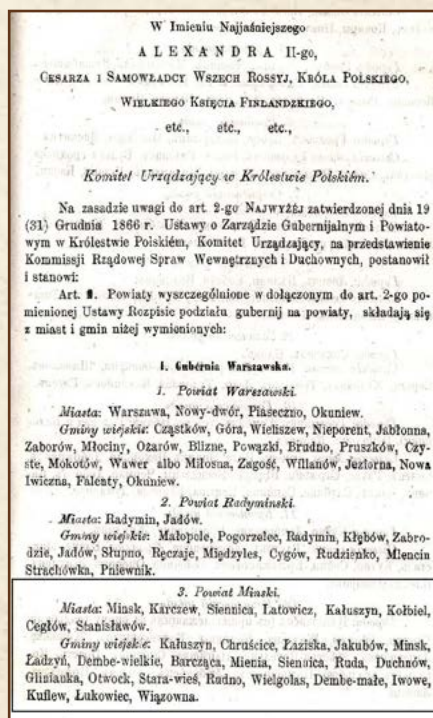 W Imieniu Najjaśniejszego
ALEXANDRA II-go,
CESARZA I SAMOWŁADCY WSZECH ROSSYJ, KRÓLA POLSKIEGO,
WIELKIEGO KSIĘCIA FINLANDZKIEGO,
etc., etc., etc.,
Komitet Urządzający w Królestwie Polskiém.
Na zasadzie uwagi do art. 2-go NAJWYŻEJ zatwierdzonej dnia 19
(31) Grudnia 1866 r. Ustawy o Zarządzie Gubernijalnym i Powiato-
wym w Królestwie Polskiém, Komitet Urządzający, na przedstawienie
Kommissji Rządowej Spraw Wewnętrznych i Duchownych, postanowił
i stanowi:
Art. 1. Powiaty wyszczególnione w dołączonym do art. 2-go po-
mienionej Ustawy Rozpisie podziału gubernij na powiaty, składają się
z miast i gmin niżej wymienionych:
1. Gubernia Warszawska.
1. Powiat Warszawski.
Miasta: Warszawa, Nowy-dwór, Piaseczno, Okuniew.
Gminy wiejskie: Cząstków, Góra, Wieliszew, Nieporent, Jabłonna,
Zaborów, Młociny, Ożarów, Blizne, Powązki, Brudno, Pruszków, Czy-
ste, Mokotów, Wawer albo Miłosna, Zagość, Willanów, Jeziorna, Nowa
Iwiczna, Falenty, Okuniew.
2. Powiat Radyminski.
Miasta: Radymin, Jadów.
Gminy wiejskie: Małopole, Pogorzelec, Radymin, Kłębów, Zabro-
dzie, Jadów, Słupno, Ręczaje, Międzyles, Cygów, Rudzienko, Miencin
Strachówka, Pniewnik.
3. Powiat Minski.
Miasta: Minsk, Karczew, Siennica, Latowicz, Kałuszyn, Kołbiel,
Cegłów, Stanisławów.
Gminy wiejskie: Kałuszyn, Chruścice, Łaziska, Jakubów, Minsk,
Ładzyń, Dembe-wielkie, Barcząca, Mienia, Siennica, Ruda, Duchnów,
Glinianka, Otwock, Stara-wieś, Rudno, Wielgolas, Dembe-małe, Iwowe,
Kuflew, Łukowiec, Wiązowna.